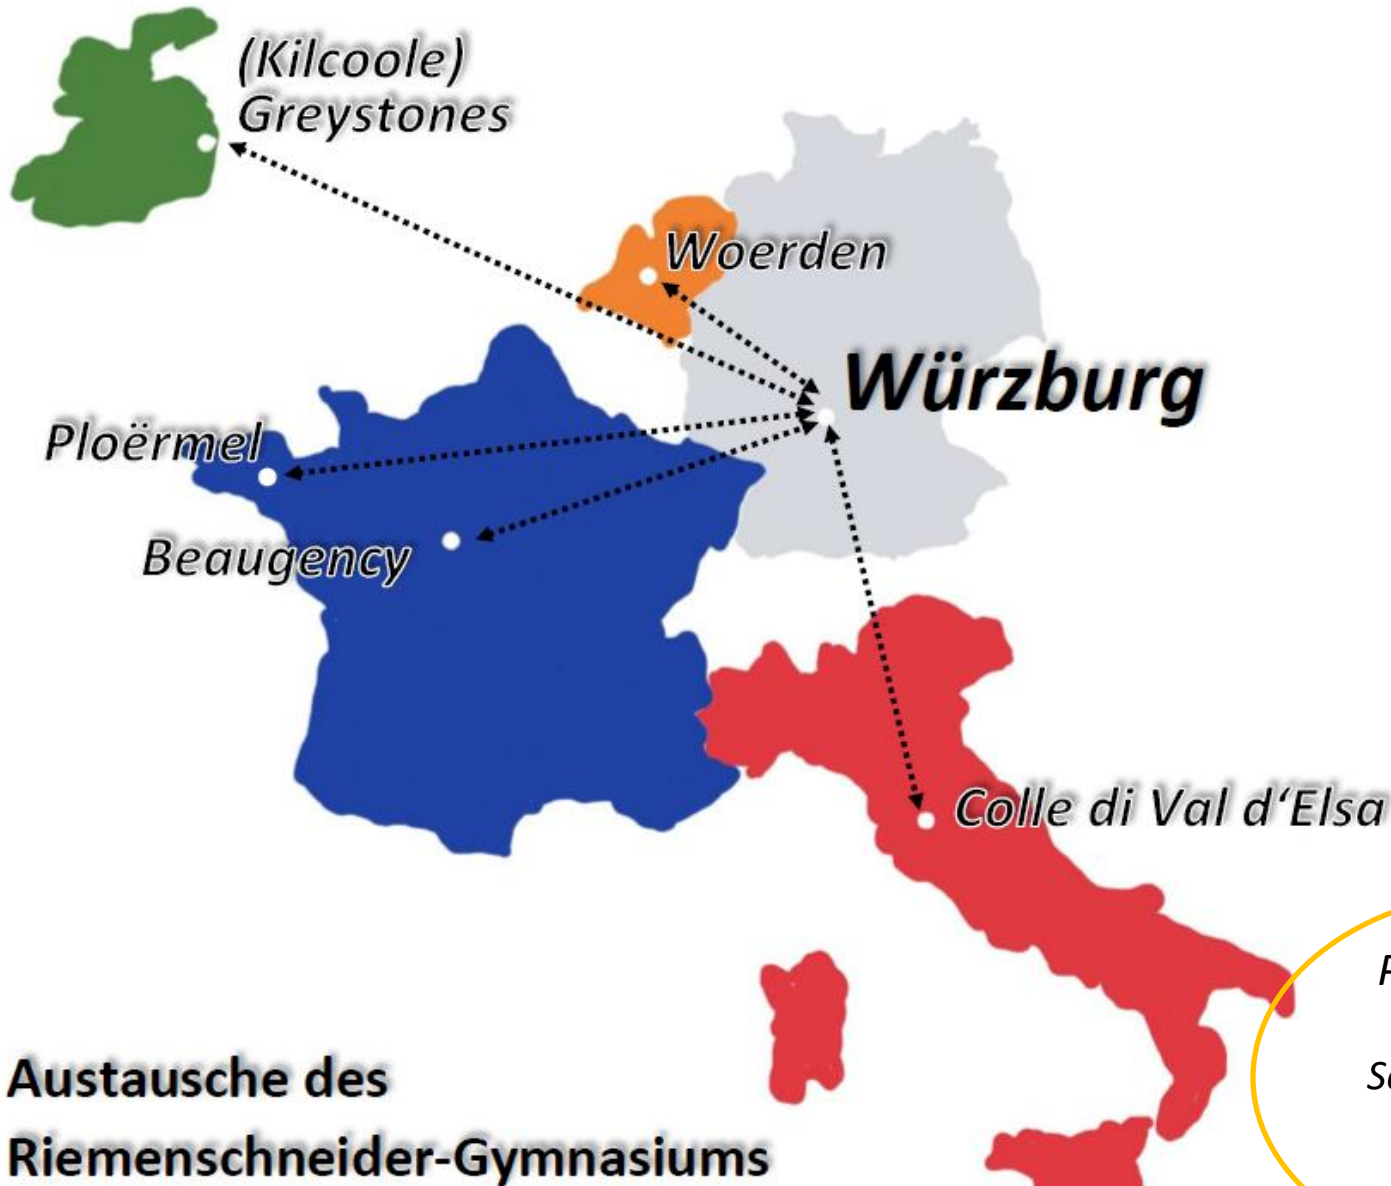 (Kilcoole)
Greystones
Woerden
Würzburg
Ploërmel
Beaugency
Colle di Val d‘Elsa
Austausche des
Riemenschneider-Gymnasiums